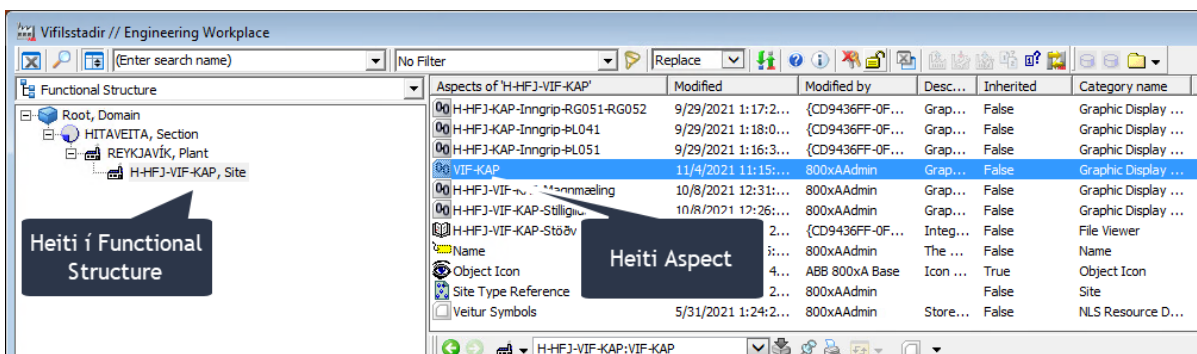 Vifilsstadir // Engineering Workplace
(Enter search name) No Filter Replace
Functional Structure
Root, Domain
HITAVEITA, Section
REYKJAVÍK, Plant
H-HFJ-VIF-KAP, Site
Heiti í Functional
Structure
Aspects of 'H-HFJ-VIF-KAP' Modified Modified by Desc... Inherited Category name
H-HFJ-KAP-Inngrip-RG051-RG052 9/29/2021 1:17:2... {CD9436FF-0F... Grap... False Graphic Display ...
H-HFJ-KAP-Inngrip-ÞL041 9/29/2021 1:18:0... {CD9436FF-0F... Grap... False Graphic Display ...
H-HFJ-KAP-Inngrip-ÞL051 9/29/2021 1:16:3... {CD9436FF-0F... Grap... False Graphic Display ...
VIF-KAP 11/4/2021 11:15:... 800xAAdmin Grap... False Graphic Display ...
H-HFJ-VIF- Magnmæling 10/8/2021 12:31:... 800xAAdmin Grap... False Graphic Display ...
H-HFJ-VIF-KAP-Stilligil 10/8/2021 12:26:... 800xAAdmin Grap... False Graphic Display ...
H-HFJ-VIF-KAP-Stöðv 2... {CD9436FF-0F... Integ... False File Viewer
Name :... 800xAAdmin The ... False Name
Object Icon 4... ABB 800xA Base Icon ... True Object Icon
Site Type Reference 2... 800xAAdmin False Site
Veitur Symbols 5/31/2021 1:24:2... 800xAAdmin Store... False NLS Resource D...
Heiti Aspect
H-HFJ-VIF-KAP:VIF-KAP